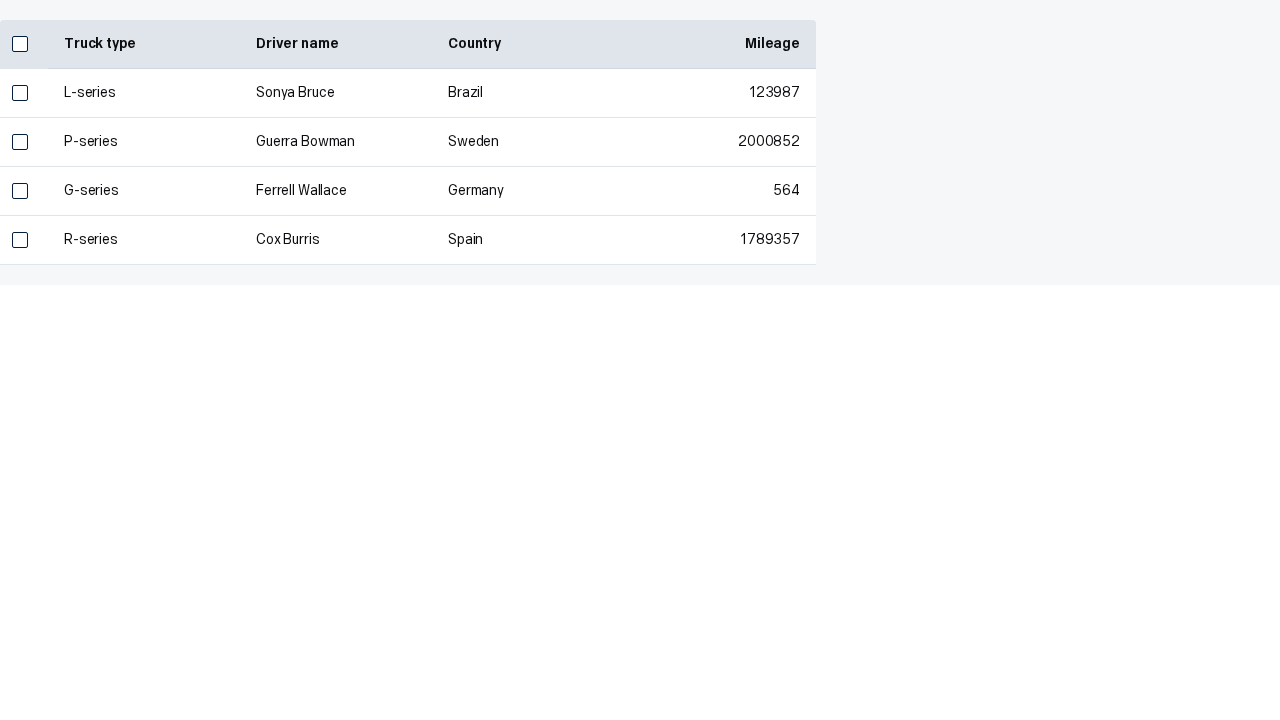 Truck type Driver name Country Mileage
L-series Sonya Bruce Brazil 123987
P-series Guerra Bowman Sweden 2000852
G-series Ferrell Wallace Germany 564
R-series Cox Burris Spain 1789357